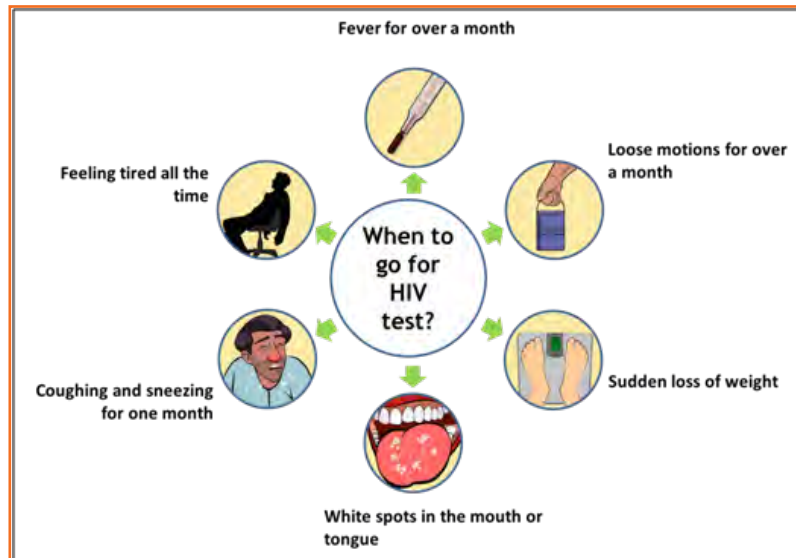 Fever for over a month
Loose motions for over
a month
Feeling tired all the
time
When to
go for
HIV
test?
Sudden loss of weight
Coughing and sneezing
for one month
White spots in the mouth or
tongue